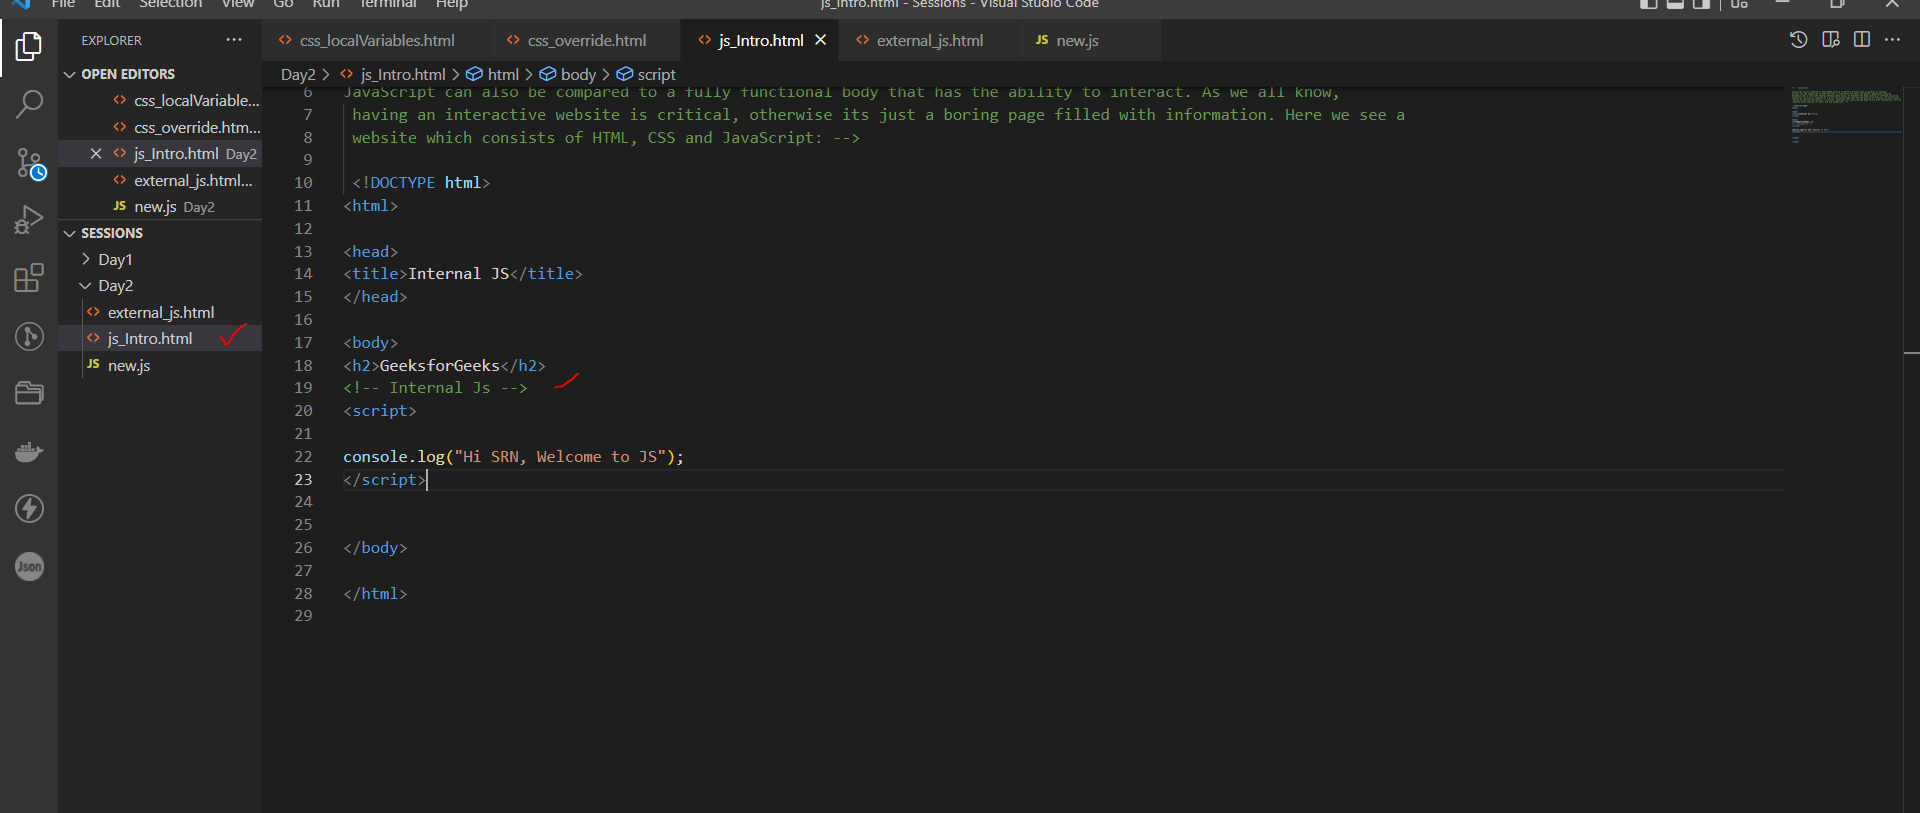 File Edit Selection View Go Run Terminal Help
js_Intro.html - Sessions - Visual Studio Code
EXPLORER ···
css_localVariables.html
css_override.html
js_Intro.html
external_js.html
JS new.js
Day2 > js_Intro.html > html > body > script
OPEN EDITORS
css_localVariable...
css_override.htm...
js_Intro.html Day2
external_js.html...
JS new.js Day2
SESSIONS
Day1
Day2
external_js.html
js_Intro.html
JS new.js
Json
6 JavaScript can also be compared to a fully functional body that has the ability to interact. As we all know,
7 having an interactive website is critical, otherwise its just a boring page filled with information. Here we see a
8 website which consists of HTML, CSS and JavaScript: -->
9
10 <!DOCTYPE html>
11 <html>
12
13 <head>
14 <title>Internal JS</title>
15 </head>
16
17 <body>
18 <h2>GeeksforGeeks</h2>
19 <!-- Internal Js -->
20 <script>
21
22 console.log("Hi SRN, Welcome to JS");
23 </script>
24
25
26 </body>
27
28 </html>
29